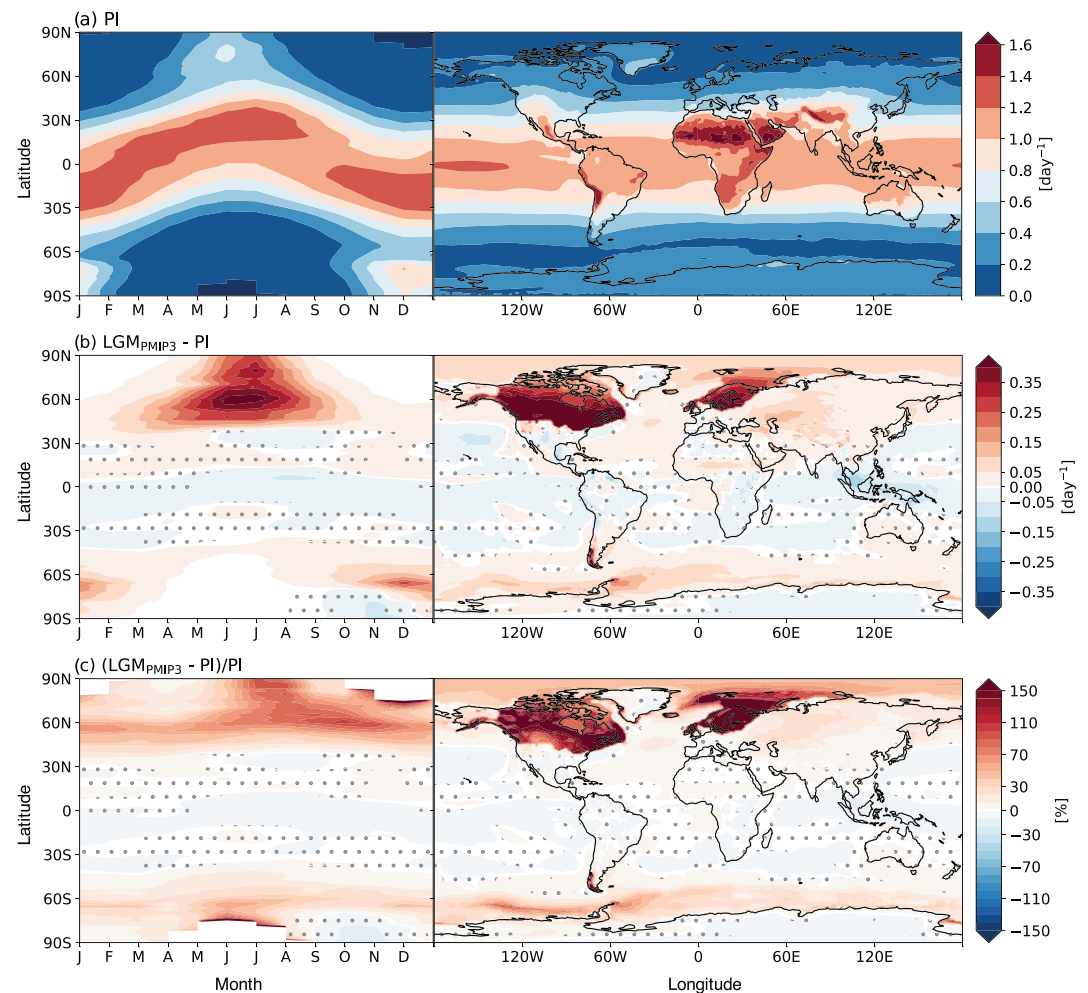 (a) PI
90N
60N
30N
0
30S
60S
90S
Latitude
J F M A M J J A S O N D
120W 60W 0 60E 120E
1.6
1.4
1.2
1.0
0.8
0.6
0.4
0.2
0.0
[day⁻¹]
(b) LGM_PMIP3 - PI
90N
60N
30N
0
30S
60S
90S
Latitude
J F M A M J J A S O N D
120W 60W 0 60E 120E
0.35
0.25
0.15
0.05
0.00
−0.05
−0.15
−0.25
−0.35
[day⁻¹]
(c) (LGM_PMIP3 - PI)/PI
90N
60N
30N
0
30S
60S
90S
Latitude
J F M A M J J A S O N D
120W 60W 0 60E 120E
150
110
70
30
0
−30
−70
−110
−150
[%]
Month Longitude